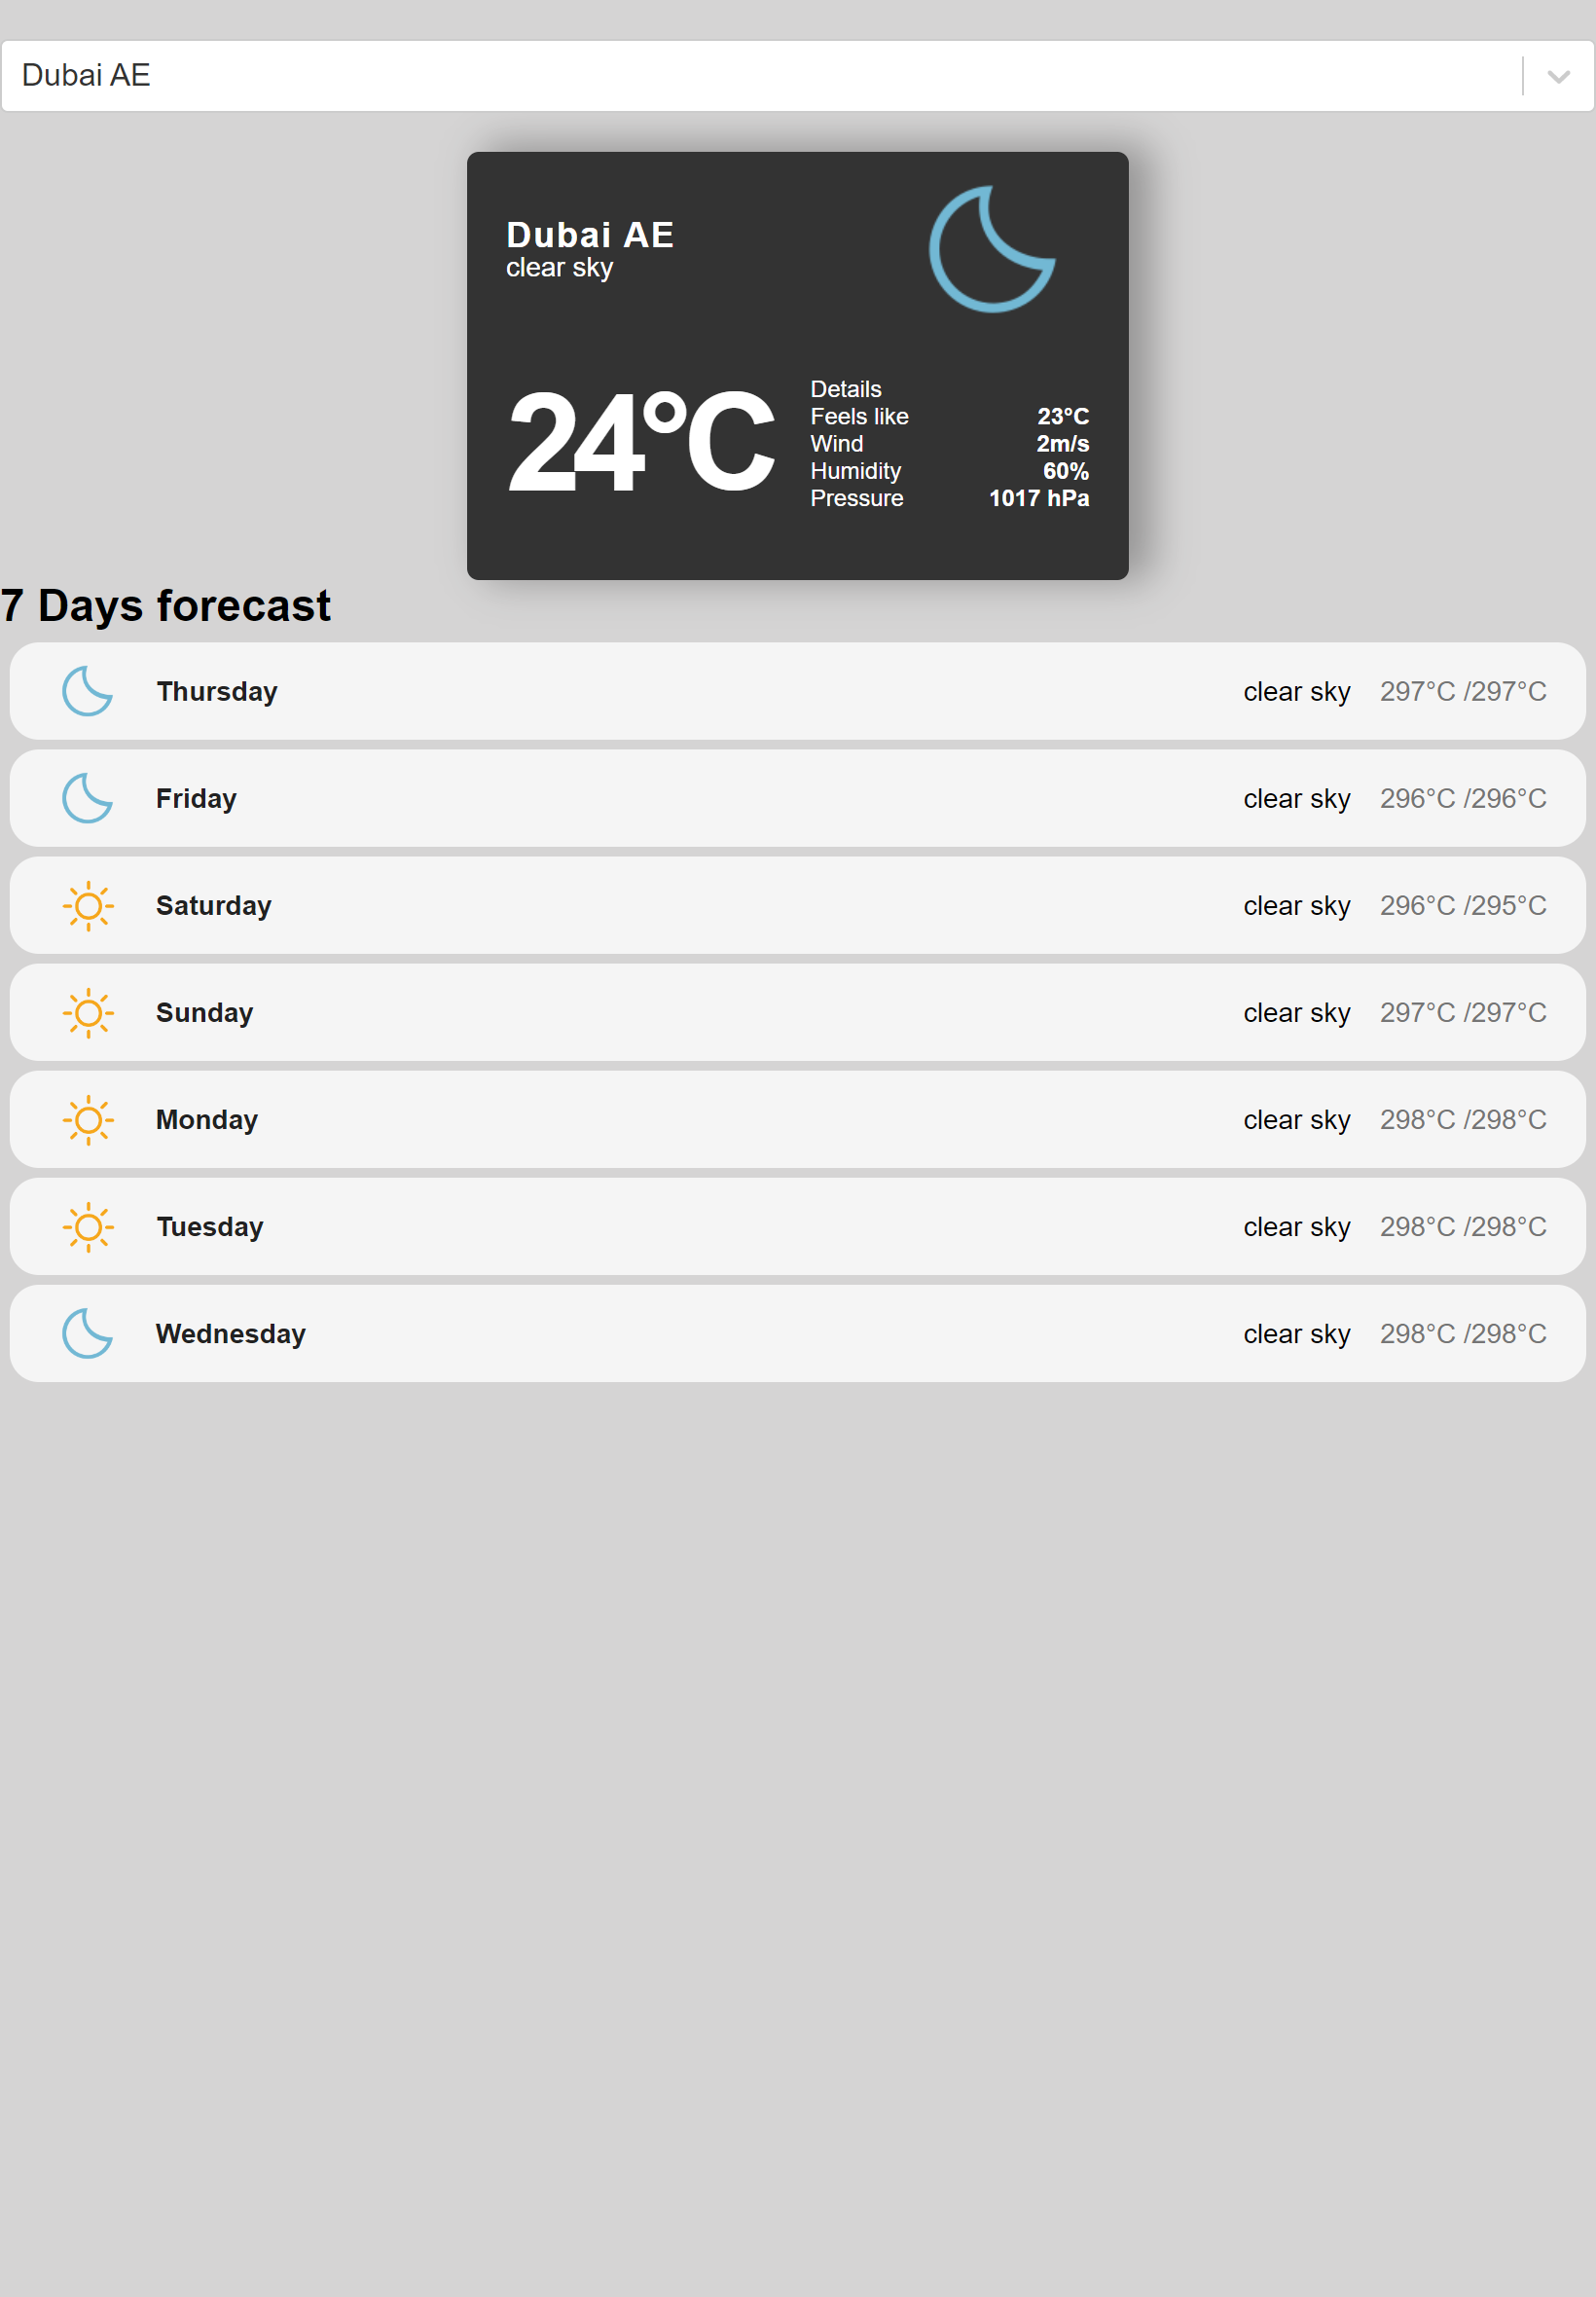 Dubai AE
Dubai AE
clear sky
24°C
Details
Feels like 23°C
Wind 2m/s
Humidity 60%
Pressure 1017 hPa
7 Days forecast
Thursday clear sky 297°C /297°C
Friday clear sky 296°C /296°C
Saturday clear sky 296°C /295°C
Sunday clear sky 297°C /297°C
Monday clear sky 298°C /298°C
Tuesday clear sky 298°C /298°C
Wednesday clear sky 298°C /298°C